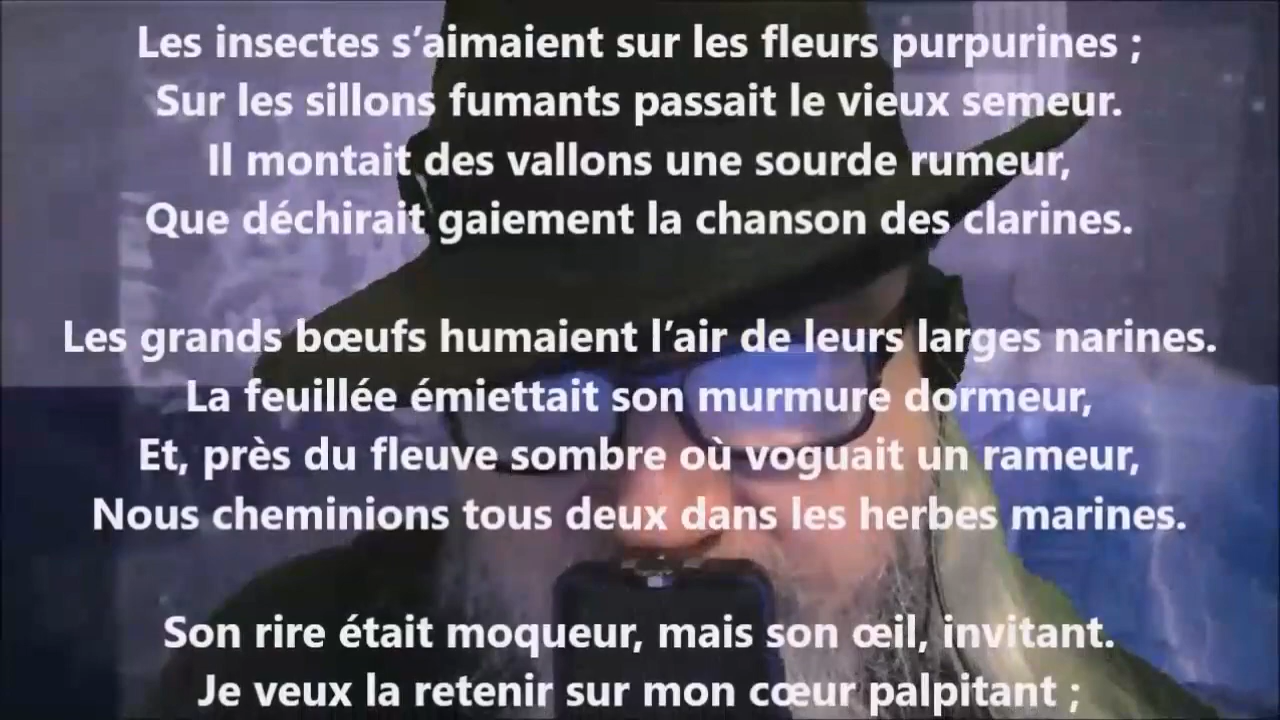 Les insectes s’aimaient sur les fleurs purpurines ;
Sur les sillons fumants passait le vieux semeur.
Il montait des vallons une sourde rumeur,
Que déchirait gaiement la chanson des clarines.
Les grands bœufs humaient l’air de leurs larges narines.
La feuillée émiettait son murmure dormeur,
Et, près du fleuve sombre où voguait un rameur,
Nous cheminions tous deux dans les herbes marines.
Son rire était moqueur, mais son œil, invitant.
Je veux la retenir sur mon cœur palpitant ;